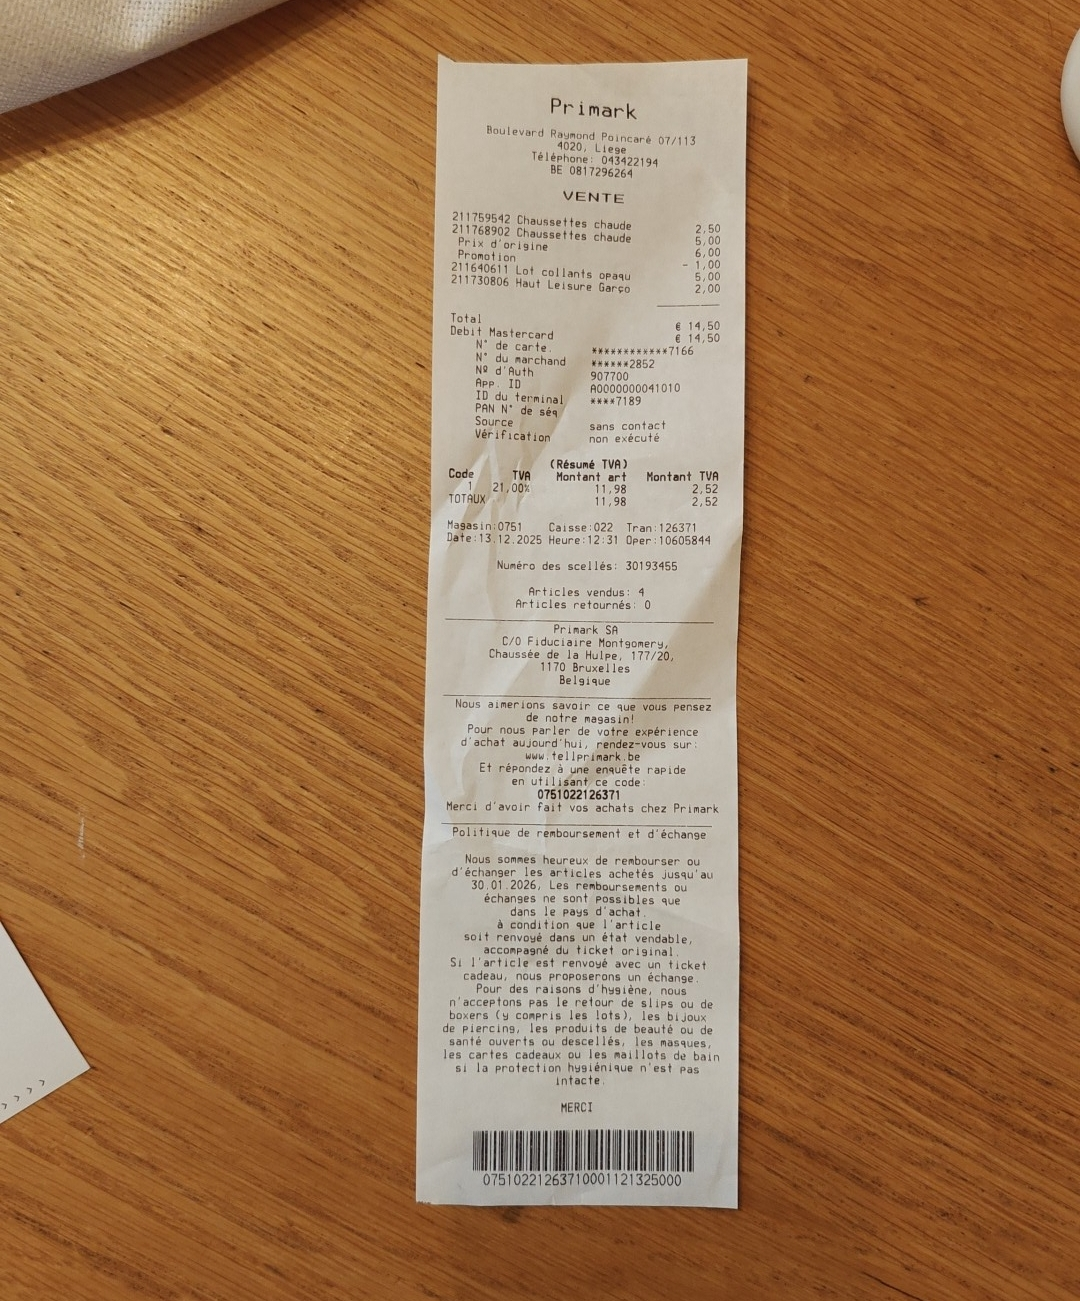 Primark
Boulevard Raymond Poincaré 07/113
4020, Liege
Téléphone: 043422194
BE 0817296264
VENTE
211759542 Chaussettes chaude 2,50
211768902 Chaussettes chaude 5,00
Prix d'origine 6,00
Promotion - 1,00
211640611 Lot collants opaqu 5,00
211730806 Haut Leisure Garço 2,00
Total € 14,50
Debit Mastercard € 14,50
N° de carte. ************7166
N° du marchand ******2852
Nº d'Auth 907700
App. ID A0000000041010
ID du terminal ****7189
PAN N° de séq
Source sans contact
Vérification non exécuté
(Résumé TVA)
Code TVA Montant art Montant TVA
1 21,00% 11,98 2,52
TOTAUX 11,98 2,52
Magasin:0751 Caisse:022 Tran:126371
Date:13.12.2025 Heure:12:31 Oper:10605844
Numéro des scellés: 30193455
Articles vendus: 4
Articles retournés: 0
Primark SA
C/O Fiduciaire Montgomery,
Chaussée de la Hulpe, 177/20,
1170 Bruxelles
Belgique
Nous aimerions savoir ce que vous pensez
de notre magasin!
Pour nous parler de votre expérience
d'achat aujourd'hui, rendez-vous sur:
www.tellprimark.be
Et répondez à une enquête rapide
en utilisant ce code:
0751022126371
Merci d'avoir fait vos achats chez Primark
Politique de remboursement et d'échange
Nous sommes heureux de rembourser ou
d'échanger les articles achetés jusqu'au
30.01.2026, Les remboursements ou
échanges ne sont possibles que
dans le pays d'achat.
à condition que l'article
soit renvoyé dans un état vendable,
accompagné du ticket original.
Si l'article est renvoyé avec un ticket
cadeau, nous proposerons un échange.
Pour des raisons d'hygiène, nous
n'acceptons pas le retour de slips ou de
boxers (y compris les lots), les bijoux
de piercing, les produits de beauté ou de
santé ouverts ou descellés, les masques,
les cartes cadeaux ou les maillots de bain
si la protection hygiénique n'est pas
intacte.
MERCI
07510221263710001121325000